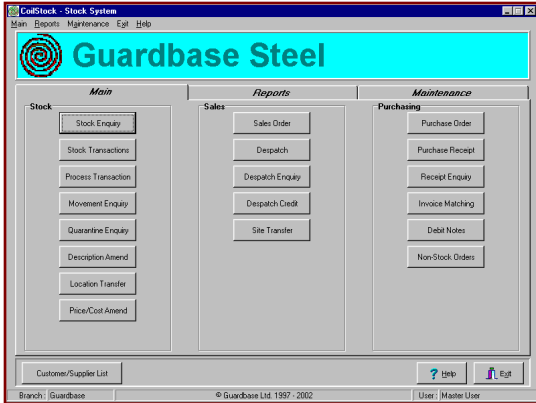 CoilStock - Stock System
Main Reports Maintenance Exit Help
Guardbase Steel
Main Reports Maintenance
Stock
Stock Enquiry
Stock Transactions
Process Transaction
Movement Enquiry
Quarantine Enquiry
Description Amend
Location Transfer
Price/Cost Amend
Sales
Sales Order
Despatch
Despatch Enquiry
Despatch Credit
Site Transfer
Purchasing
Purchase Order
Purchase Receipt
Receipt Enquiry
Invoice Matching
Debit Notes
Non-Stock Orders
Customer/Supplier List
? Help
Exit
Branch : Guardbase
© Guardbase Ltd. 1997 - 2002
User : Master User